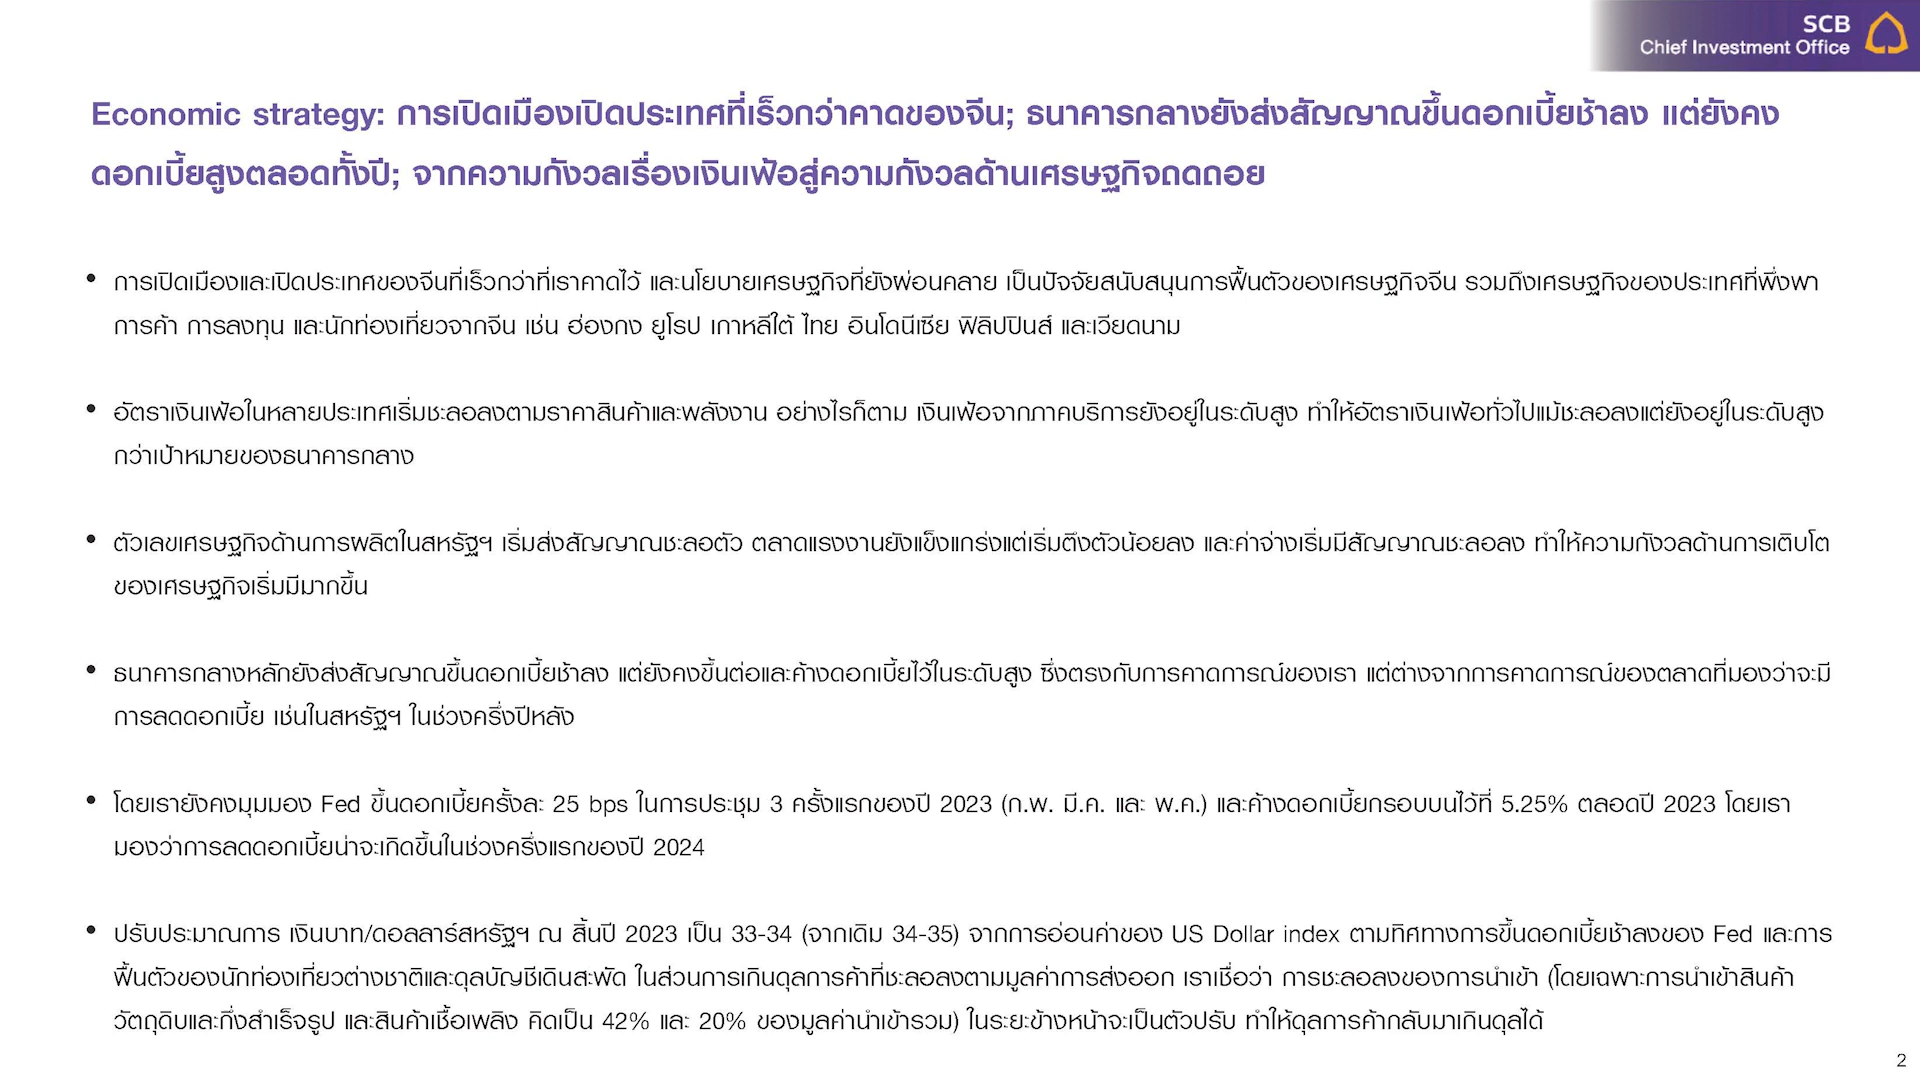 SCB
Chief Investment Office
Economic strategy: การเปิดเมืองเปิดประเทศที่เร็วกว่าคาดของจีน; ธนาคารกลางยังส่งสัญญาณขึ้นดอกเบี้ยช้าลง แต่ยังคง
ดอกเบี้ยสูงตลอดทั้งปี; จากความกังวลเรื่องเงินเฟ้อสู่ความกังวลด้านเศรษฐกิจถดถอย
• การเปิดเมืองและเปิดประเทศของจีนที่เร็วกว่าที่เราคาดไว้ และนโยบายเศรษฐกิจที่ยังผ่อนคลาย เป็นปัจจัยสนับสนุนการฟื้นตัวของเศรษฐกิจจีน รวมถึงเศรษฐกิจของประเทศที่พึ่งพา
การค้า การลงทุน และนักท่องเที่ยวจากจีน เช่น ฮ่องกง ยูโรป เกาหลีใต้ ไทย อินโดนีเซีย ฟิลิปปินส์ และเวียดนาม
• อัตราเงินเฟ้อในหลายประเทศเริ่มชะลอลงตามราคาสินค้าและพลังงาน อย่างไรก็ตาม เงินเฟ้อจากภาคบริการยังอยู่ในระดับสูง ทำให้อัตราเงินเฟ้อทั่วไปแม้ชะลอลงแต่ยังอยู่ในระดับสูง
กว่าเป้าหมายของธนาคารกลาง
• ตัวเลขเศรษฐกิจด้านการผลิตในสหรัฐฯ เริ่มส่งสัญญาณชะลอตัว ตลาดแรงงานยังแข็งแกร่งแต่เริ่มตึงตัวน้อยลง และค่าจ่างเริ่มมีสัญญาณชะลอลง ทำให้ความกังวลด้านการเติบโต
ของเศรษฐกิจเริ่มมีมากขึ้น
• ธนาคารกลางหลักยังส่งสัญญาณขึ้นดอกเบี้ยช้าลง แต่ยังคงขึ้นต่อและค้างดอกเบี้ยไว้ในระดับสูง ซึ่งตรงกับการคาดการณ์ของเรา แต่ต่างจากการคาดการณ์ของตลาดที่มองว่าจะมี
การลดดอกเบี้ย เช่นในสหรัฐฯ ในช่วงครึ่งปีหลัง
• โดยเรายังคงมุมมอง Fed ขึ้นดอกเบี้ยครั้งละ 25 bps ในการประชุม 3 ครั้งแรกของปี 2023 (ก.พ. มี.ค. และ พ.ค.) และค้างดอกเบี้ยกรอบบนไว้ที่ 5.25% ตลอดปี 2023 โดยเรา
มองว่าการลดดอกเบี้ยน่าจะเกิดขึ้นในช่วงครึ่งแรกของปี 2024
• ปรับประมาณการ เงินบาท/ดอลลาร์สหรัฐฯ ณ สิ้นปี 2023 เป็น 33-34 (จากเดิม 34-35) จากการอ่อนค่าของ US Dollar index ตามทิศทางการขึ้นดอกเบี้ยช้าลงของ Fed และการ
ฟื้นตัวของนักท่องเที่ยวต่างชาติและดุลบัญชีเดินสะพัด ในส่วนการเกินดุลการค้าที่ชะลอลงตามมูลค่าการส่งออก เราเชื่อว่า การชะลอลงของการนำเข้า (โดยเฉพาะการนำเข้าสินค้า
วัตถุดิบและกึ่งสำเร็จรูป และสินค้าเชื้อเพลิง คิดเป็น 42% และ 20% ของมูลค่านำเข้ารวม) ในระยะข้างหน้าจะเป็นตัวปรับ ทำให้ดุลการค้ากลับมาเกินดุลได้
2